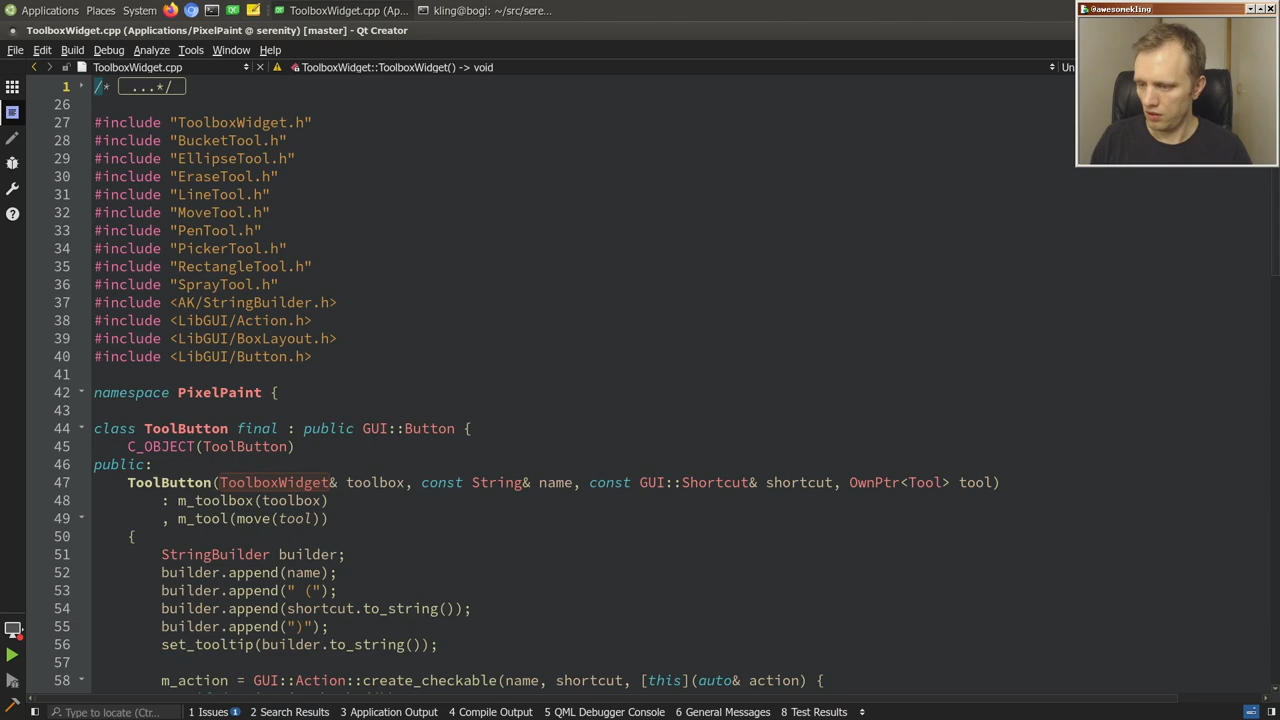 Applications Places System ToolboxWidget.cpp (Ap... kling@bogi: ~/src/sere...
@awesomekling
ToolboxWidget.cpp (Applications/PixelPaint @ serenity) [master] - Qt Creator
File Edit Build Debug Analyze Tools Window Help
ToolboxWidget.cpp ToolboxWidget::ToolboxWidget() -> void Un
1 /* ...*/
26
27 #include "ToolboxWidget.h"
28 #include "BucketTool.h"
29 #include "EllipseTool.h"
30 #include "EraseTool.h"
31 #include "LineTool.h"
32 #include "MoveTool.h"
33 #include "PenTool.h"
34 #include "PickerTool.h"
35 #include "RectangleTool.h"
36 #include "SprayTool.h"
37 #include <AK/StringBuilder.h>
38 #include <LibGUI/Action.h>
39 #include <LibGUI/BoxLayout.h>
40 #include <LibGUI/Button.h>
41
42 namespace PixelPaint {
43
44 class ToolButton final : public GUI::Button {
45 C_OBJECT(ToolButton)
46 public:
47 ToolButton(ToolboxWidget& toolbox, const String& name, const GUI::Shortcut& shortcut, OwnPtr<Tool> tool)
48 : m_toolbox(toolbox)
49 , m_tool(move(tool))
50 {
51 StringBuilder builder;
52 builder.append(name);
53 builder.append(" (");
54 builder.append(shortcut.to_string());
55 builder.append(")");
56 set_tooltip(builder.to_string());
57
58 m_action = GUI::Action::create_checkable(name, shortcut, [this](auto& action) {
Type to locate (Ctr... 1 Issues 1 2 Search Results 3 Application Output 4 Compile Output 5 QML Debugger Console 6 General Messages 8 Test Results